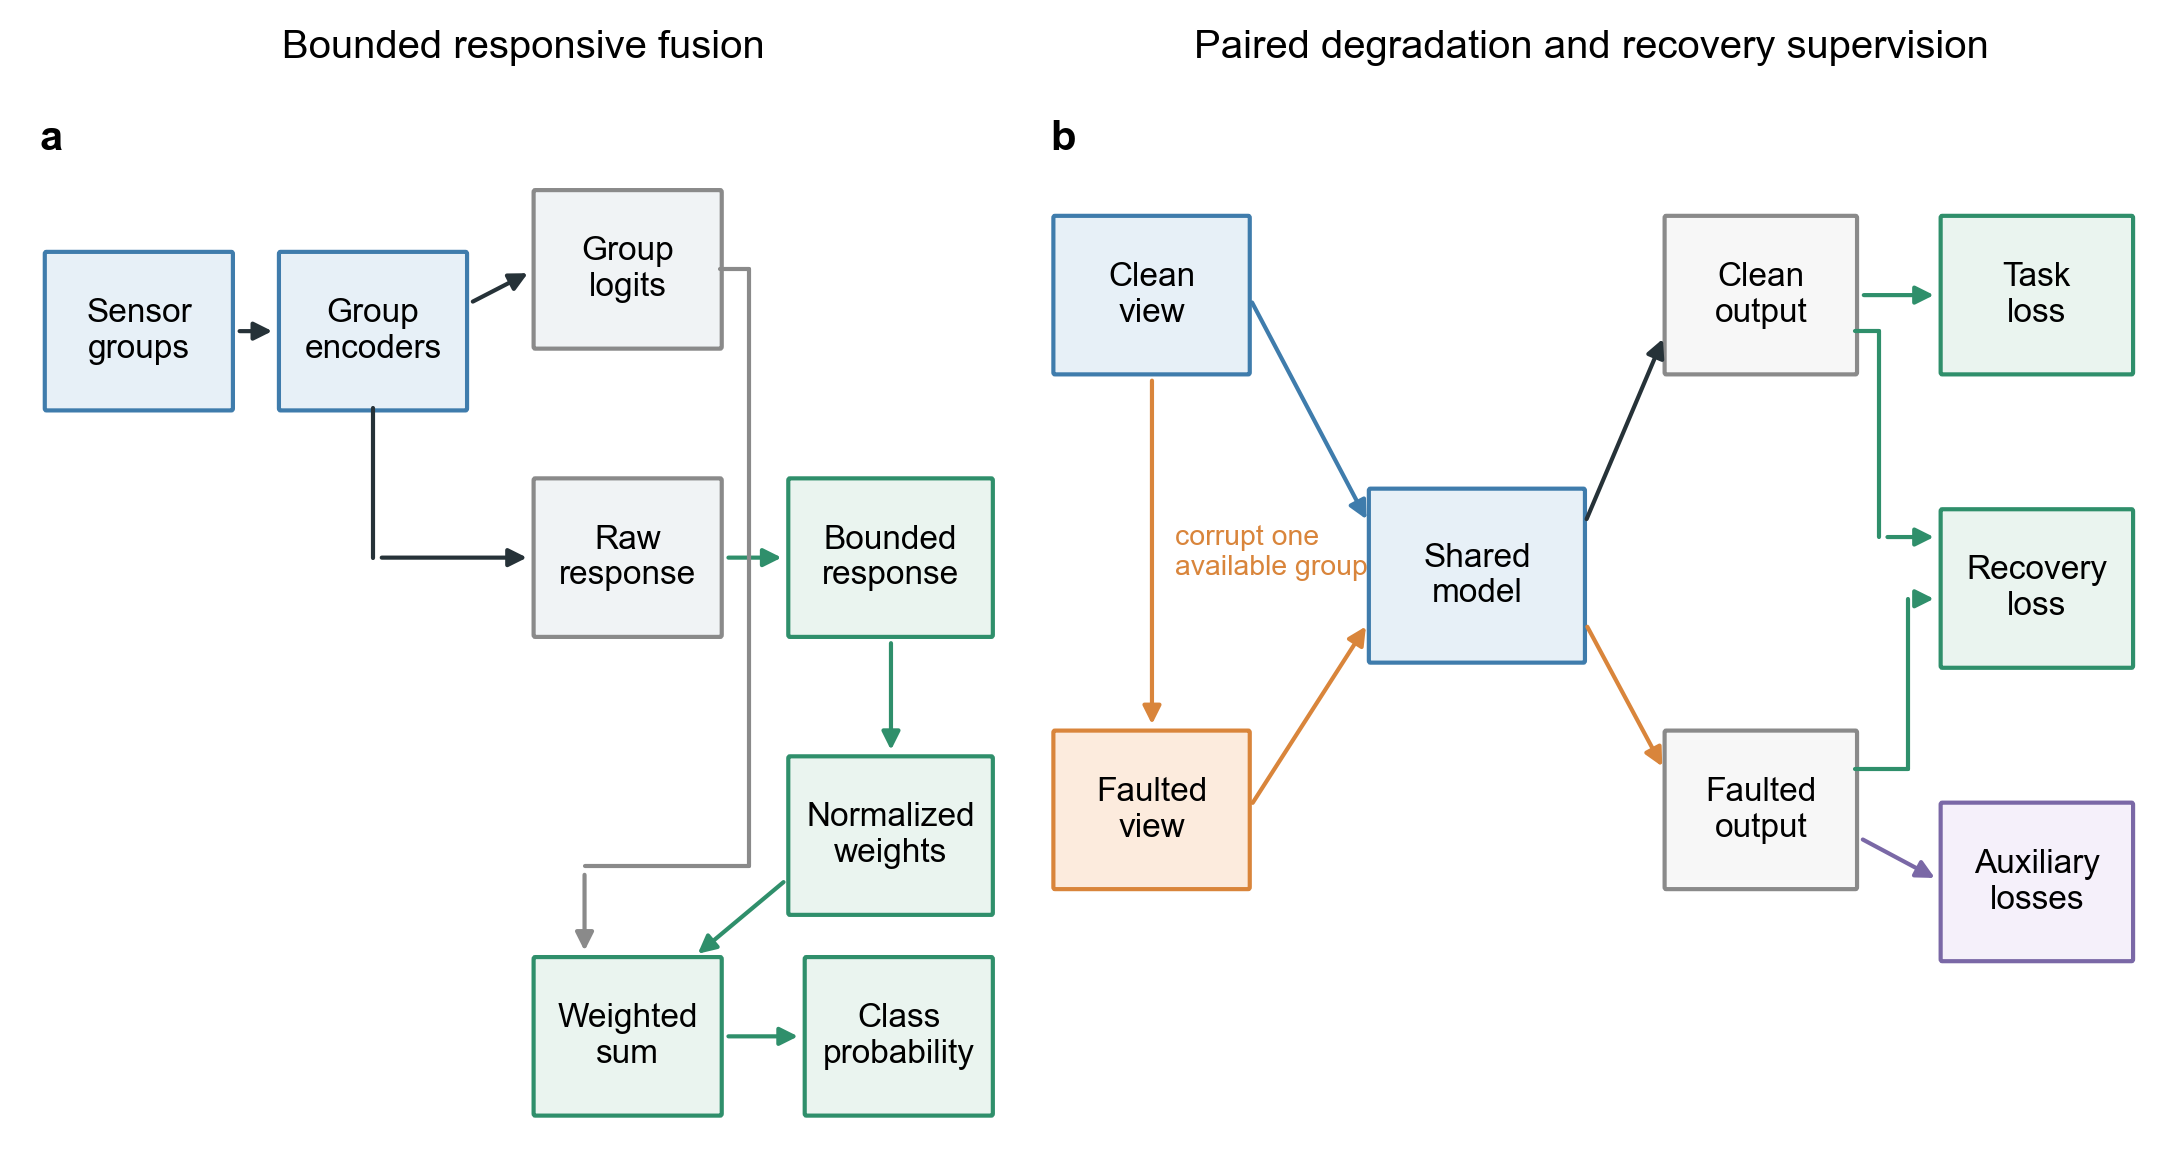 Bounded responsive fusion
a
Sensor
groups
Group
encoders
Group
logits
Raw
response
Bounded
response
Normalized
weights
Weighted
sum
Class
probability
Paired degradation and recovery supervision
b
Clean
view
corrupt one
available group
Faulted
view
Shared
model
Clean
output
Faulted
output
Task
loss
Recovery
loss
Auxiliary
losses